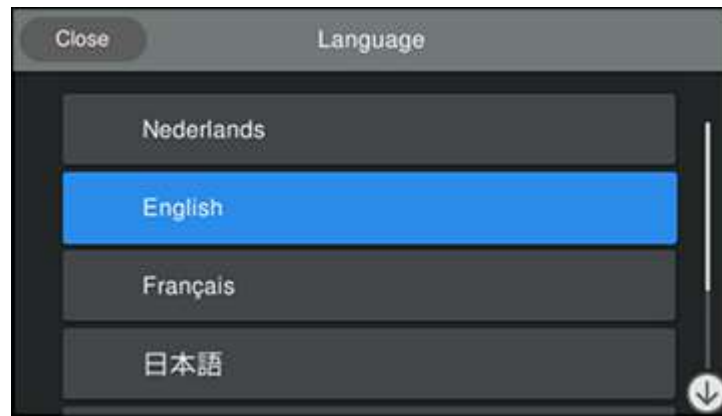 Close
Language
Nederlands
English
Français
日本語